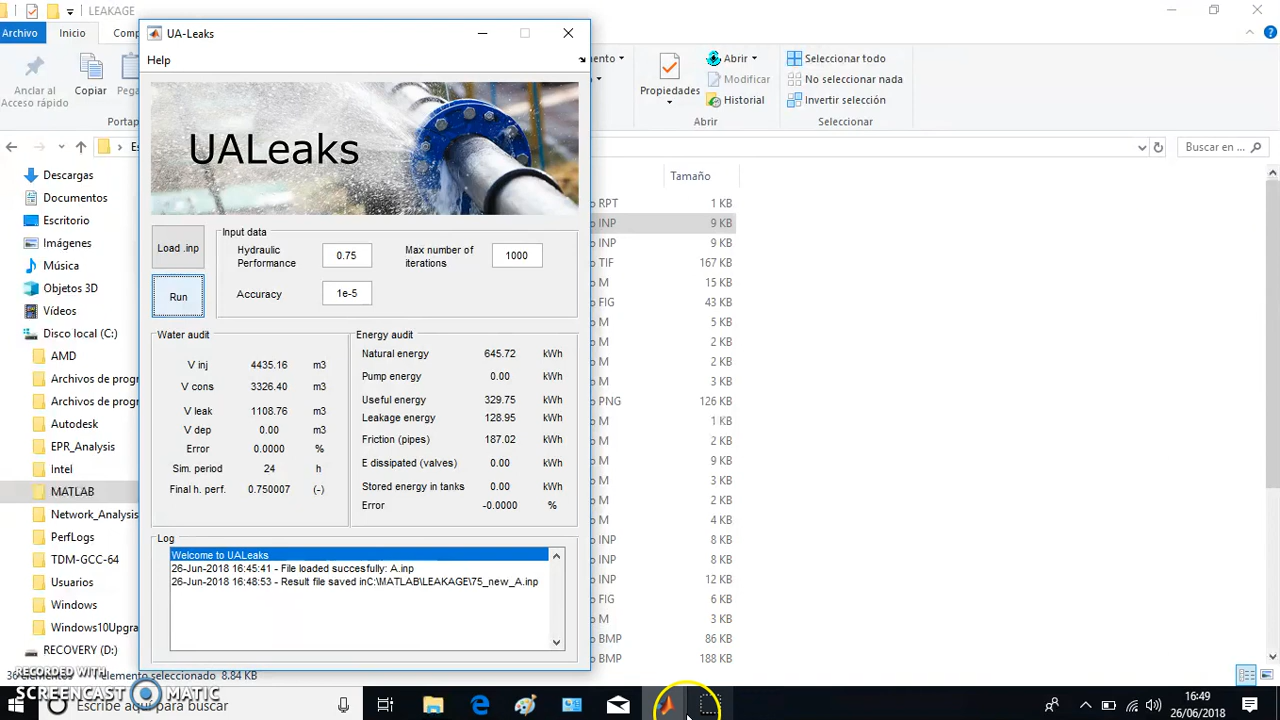 LEAKAGE
UA-Leaks
Archivo
Inicio
Help
Anclar al
Acceso rápido
Copiar
Propiedades
Abrir
Modificar
Historial
Abrir
Seleccionar todo
No seleccionar nada
Invertir selección
Seleccionar
UALeaks
Buscar en ...
Tamaño
Descargas
Documentos
Escritorio
Imágenes
Música
Objetos 3D
Vídeos
Disco local (C:)
AMD
Autodesk
EPR_Analysis
Intel
MATLAB
PerfLogs
TDM-GCC-64
Usuarios
Windows
RECOVERY (D:)
Load .inp
Run
Input data
Hydraulic
Performance
0.75
Max number of
iterations
1000
Accuracy
1e-5
Water audit
V inj 4435.16 m3
V cons 3326.40 m3
V leak 1108.76 m3
V dep 0.00 m3
Error 0.0000 %
Sim. period 24 h
Final h. perf. 0.750007 (-)
Energy audit
Natural energy 645.72 kWh
Pump energy 0.00 kWh
Useful energy 329.75 kWh
Leakage energy 128.95 kWh
Friction (pipes) 187.02 kWh
E dissipated (valves) 0.00 kWh
Stored energy in tanks 0.00 kWh
Error -0.0000 %
Log
Welcome to UALeaks
26-Jun-2018 16:45:41 - File loaded succesfully: A.inp
26-Jun-2018 16:48:53 - Result file saved inC:\MATLAB\LEAKAGE\75_new_A.inp
RPT 1 KB
INP 9 KB
INP 9 KB
TIF 167 KB
M 15 KB
FIG 43 KB
M 5 KB
M 2 KB
M 2 KB
M 3 KB
PNG 126 KB
M 1 KB
M 2 KB
M 9 KB
M 3 KB
M 2 KB
M 4 KB
INP 8 KB
INP 8 KB
INP 12 KB
FIG 6 KB
M 3 KB
BMP 86 KB
BMP 188 KB
1 elemento seleccionado 8.84 KB
RECORDED WITH
SCREENCAST MATIC
Escribe aquí para buscar
16:49
26/06/2018